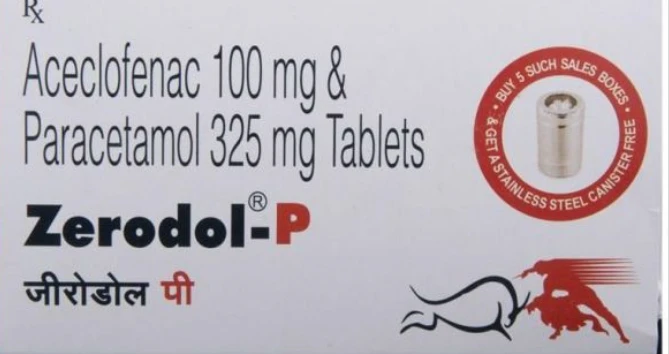 Rx
Aceclofenac 100 mg &
Paracetamol 325 mg Tablets
Zerodol®-P
जीरोडोल पी
• BUY 5 SUCH SALES BOXES •
& GET A STAINLESS STEEL CANISTER FREE